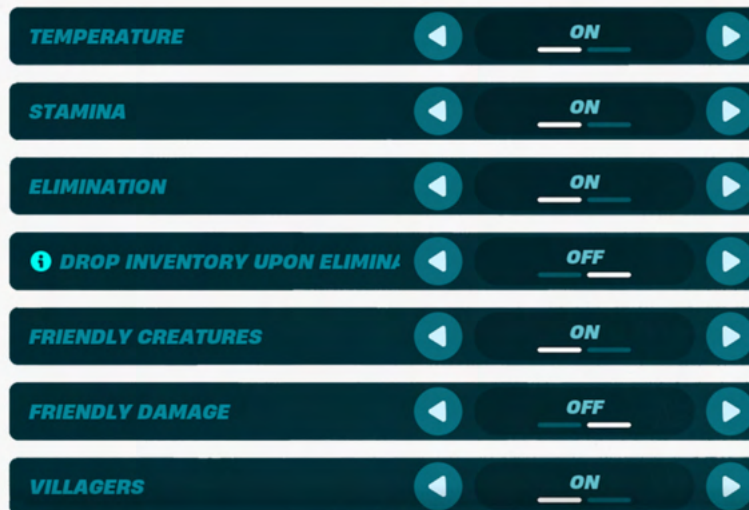 TEMPERATURE ON
STAMINA ON
ELIMINATION ON
DROP INVENTORY UPON ELIMINA OFF
FRIENDLY CREATURES ON
FRIENDLY DAMAGE OFF
VILLAGERS ON